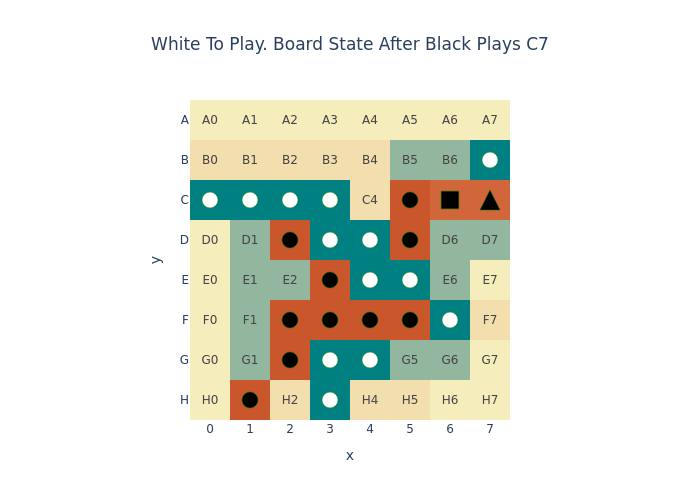 White To Play. Board State After Black Plays C7
A A0 A1 A2 A3 A4 A5 A6 A7
B B0 B1 B2 B3 B4 B5 B6
C C4
D D0 D1 D6 D7
E E0 E1 E2 E6 E7
F F0 F1 F7
G G0 G1 G5 G6 G7
H H0 H2 H4 H5 H6 H7
0 1 2 3 4 5 6 7
x
y